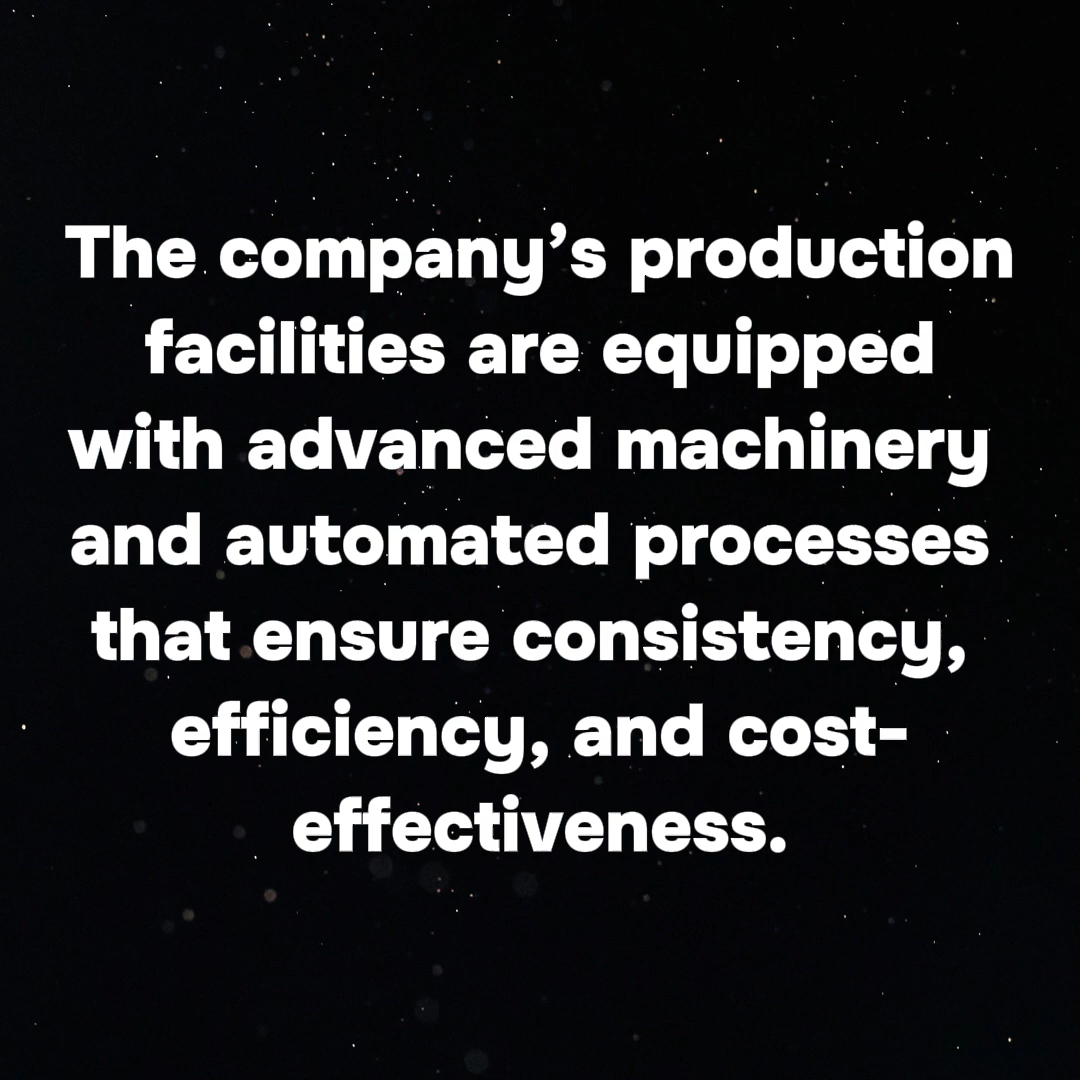 The company’s production
facilities are equipped
with advanced machinery
and automated processes
that ensure consistency,
efficiency, and cost-
effectiveness.